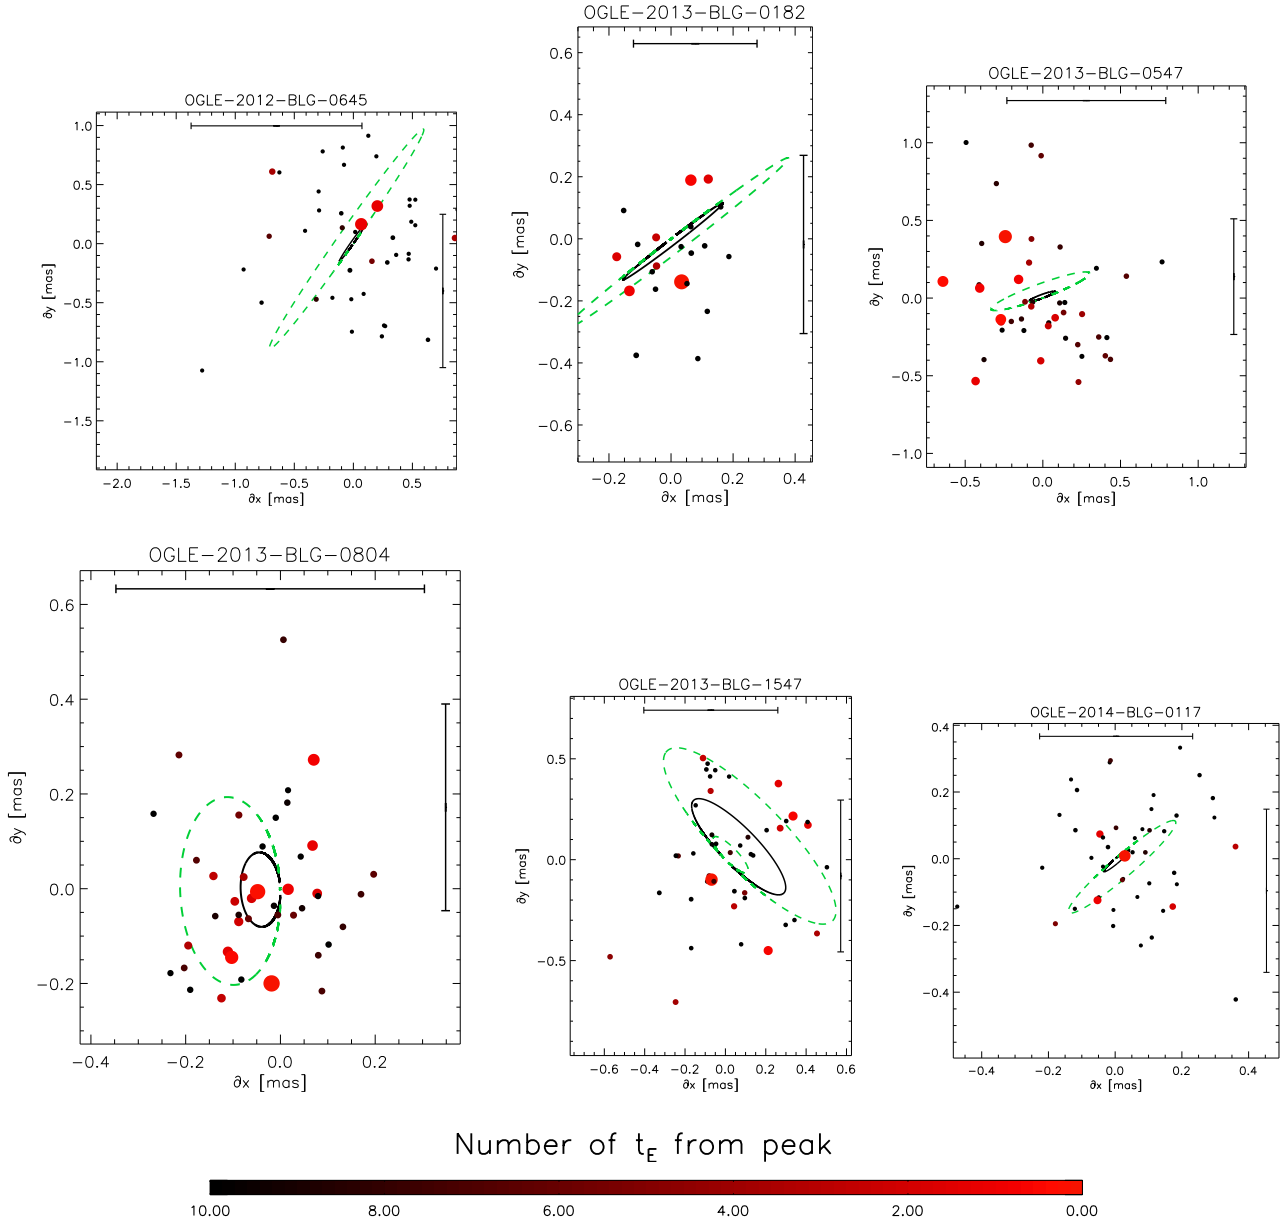 OGLE-2012-BLG-0645
1.0
0.5
0.0
−0.5
−1.0
−1.5
∂y [mas]
−2.0 −1.5 −1.0 −0.5 0.0 0.5
∂x [mas]
OGLE-2013-BLG-0182
0.6
0.4
0.2
0.0
−0.2
−0.4
−0.6
∂y [mas]
−0.2 0.0 0.2 0.4
∂x [mas]
OGLE-2013-BLG-0547
1.0
0.5
0.0
−0.5
−1.0
∂y [mas]
−0.5 0.0 0.5 1.0
∂x [mas]
OGLE-2013-BLG-0804
0.6
0.4
0.2
0.0
−0.2
∂y [mas]
−0.4 −0.2 0.0 0.2
∂x [mas]
OGLE-2013-BLG-1547
0.5
0.0
−0.5
∂y [mas]
−0.6 −0.4 −0.2 0.0 0.2 0.4 0.6
∂x [mas]
OGLE-2014-BLG-0117
0.4
0.2
0.0
−0.2
−0.4
∂y [mas]
−0.4 −0.2 0.0 0.2 0.4
∂x [mas]
Number of t_E from peak
10.00 8.00 6.00 4.00 2.00 0.00